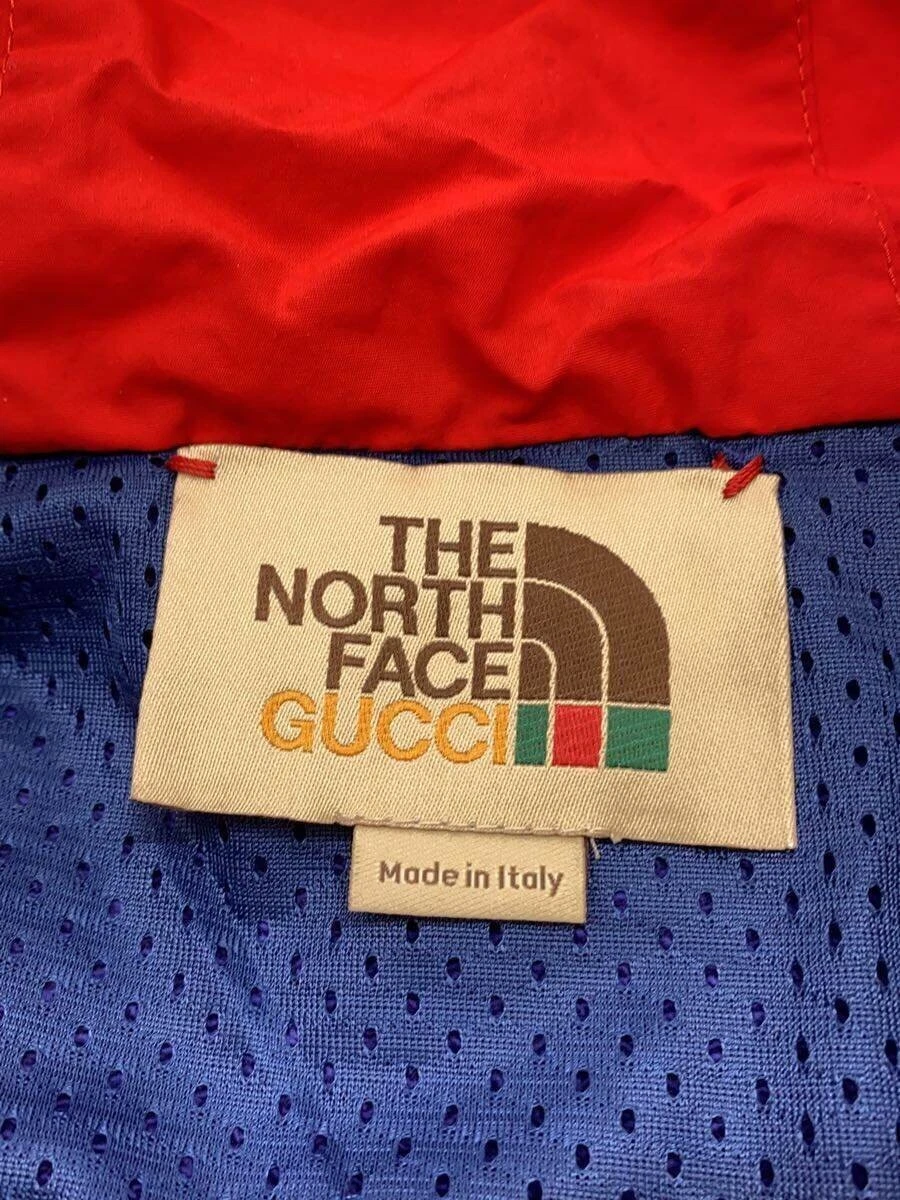 THE
NORTH
FACE
GUCCI
Made in Italy